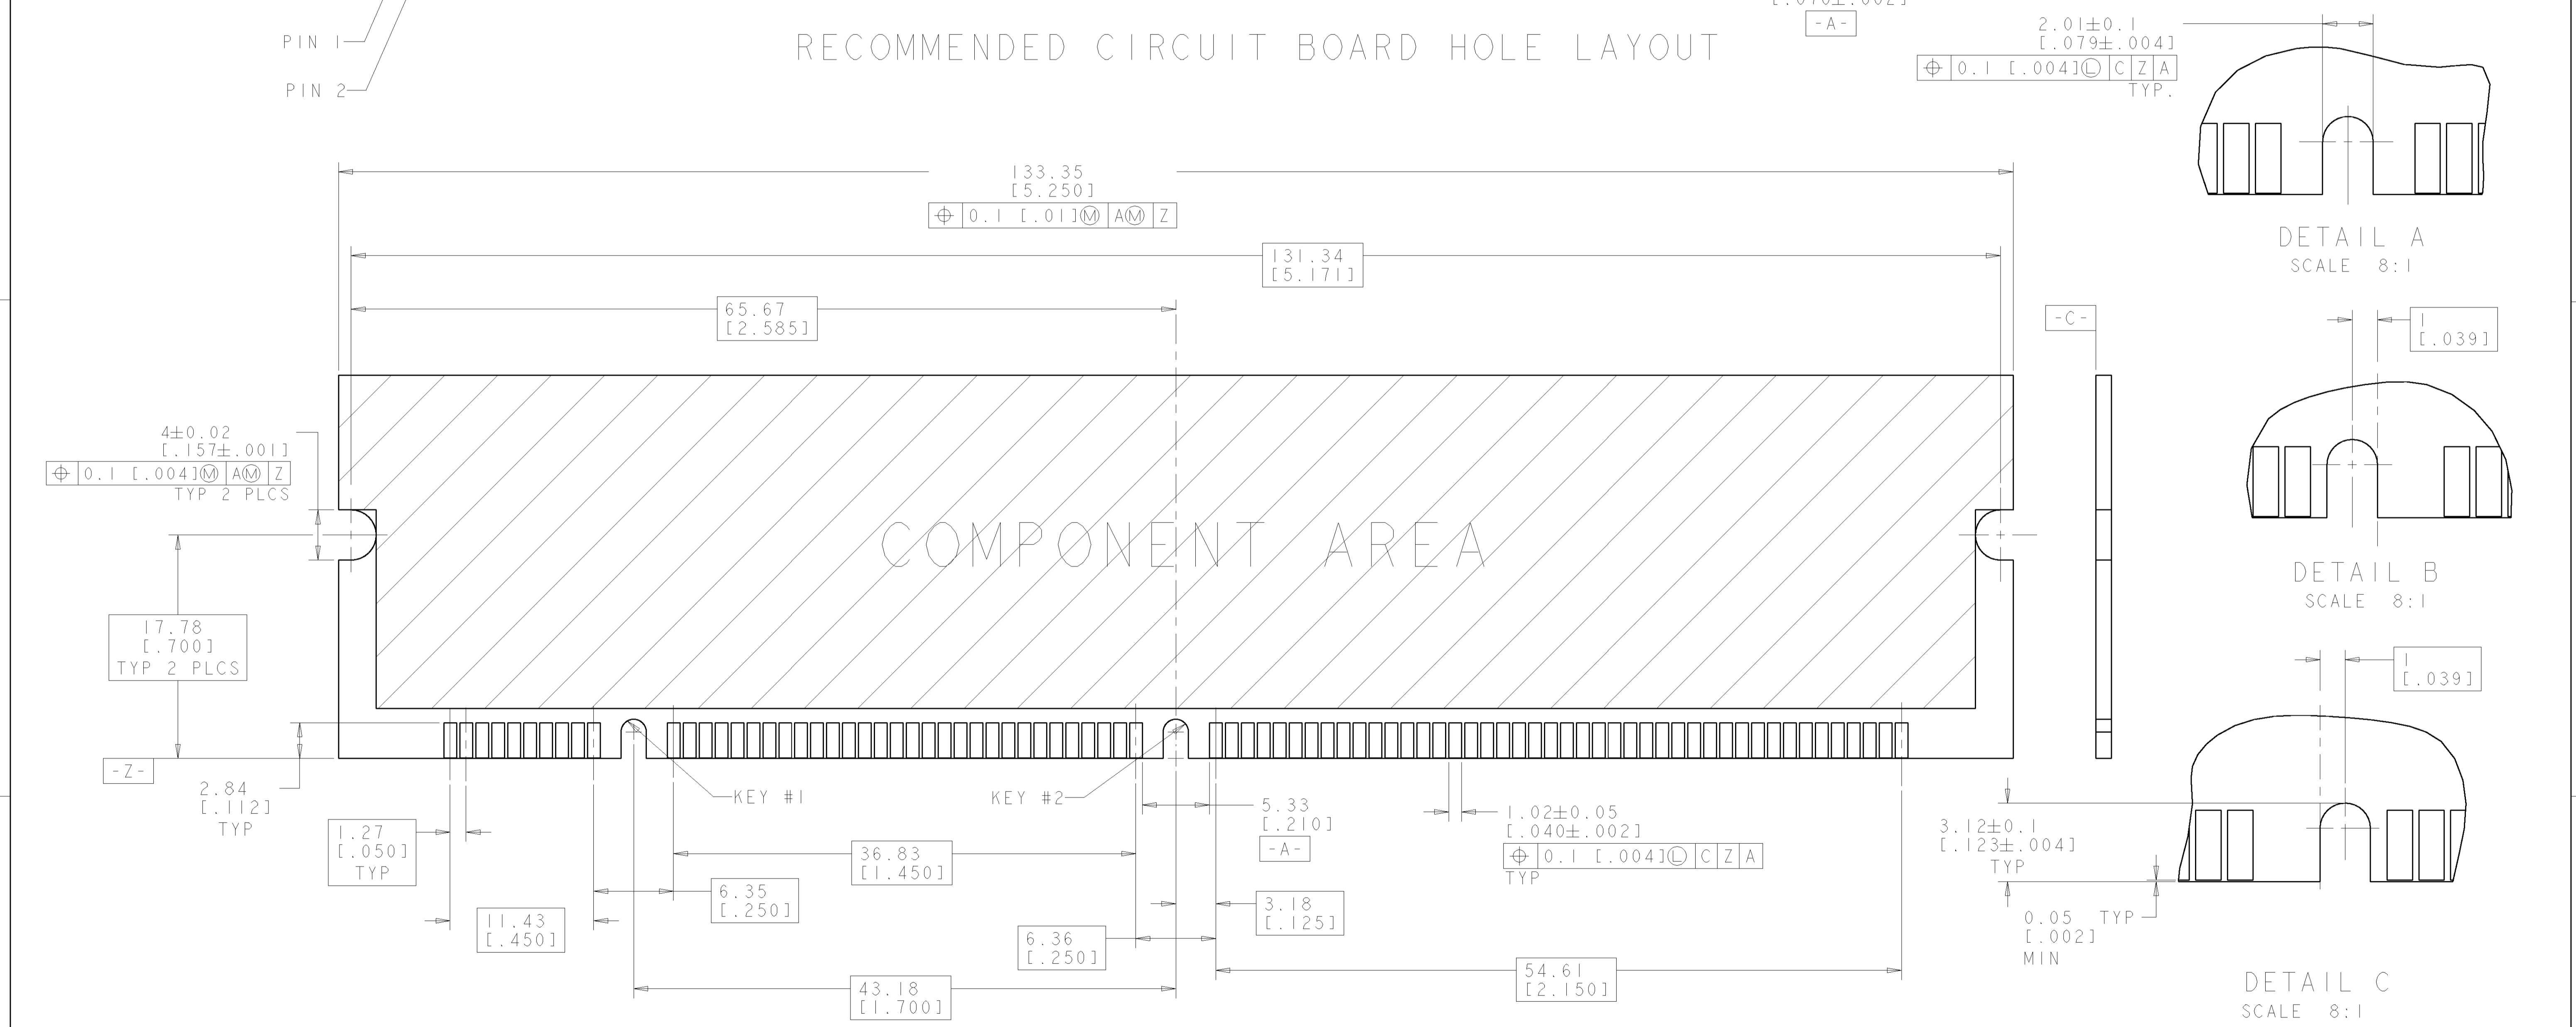 [.070±.002]
-A-
PIN 1
PIN 2
RECOMMENDED CIRCUIT BOARD HOLE LAYOUT
2.01±0.1
[.079±.004]
⌖ 0.1 [.004]Ⓛ C Z A
TYP.
DETAIL A
SCALE 8:1
133.35
[5.250]
⌖ 0.1 [.01]Ⓜ AⓂ Z
131.34
[5.171]
65.67
[2.585]
-C-
1
[.039]
DETAIL B
SCALE 8:1
4±0.02
[.157±.001]
⌖ 0.1 [.004]Ⓜ AⓂ Z
TYP 2 PLCS
COMPONENT AREA
17.78
[.700]
TYP 2 PLCS
-Z-
2.84
[.112]
TYP
1.27
[.050]
TYP
11.43
[.450]
KEY #1
KEY #2
36.83
[1.450]
6.35
[.250]
5.33
[.210]
-A-
1.02±0.05
[.040±.002]
⌖ 0.1 [.004]Ⓛ C Z A
TYP
3.18
[.125]
6.36
[.250]
43.18
[1.700]
54.61
[2.150]
1
[.039]
3.12±0.1
[.123±.004]
TYP
0.05 TYP
[.002]
MIN
DETAIL C
SCALE 8:1